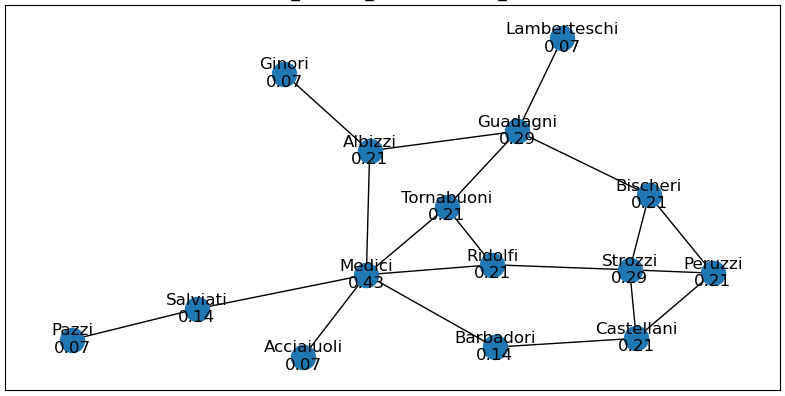 Lamberteschi
0.07
Ginori
0.07
Guadagni
0.29
Albizzi
0.21
Bischeri
0.21
Tornabuoni
0.21
Ridolfi
0.21
Strozzi
0.29
Peruzzi
0.21
Medici
0.43
Salviati
0.14
Castellani
0.21
Pazzi
0.07
Barbadori
0.14
Acciaiuoli
0.07